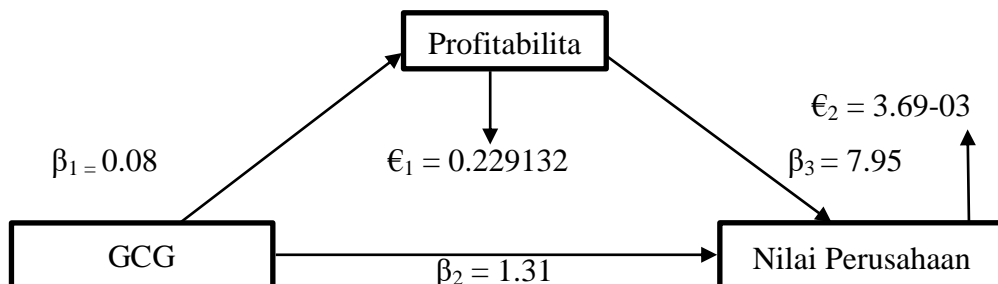 Profitabilita
€2 = 3.69-03
β1 = 0.08
€1 = 0.229132
β3 = 7.95
GCG
β2 = 1.31
Nilai Perusahaan